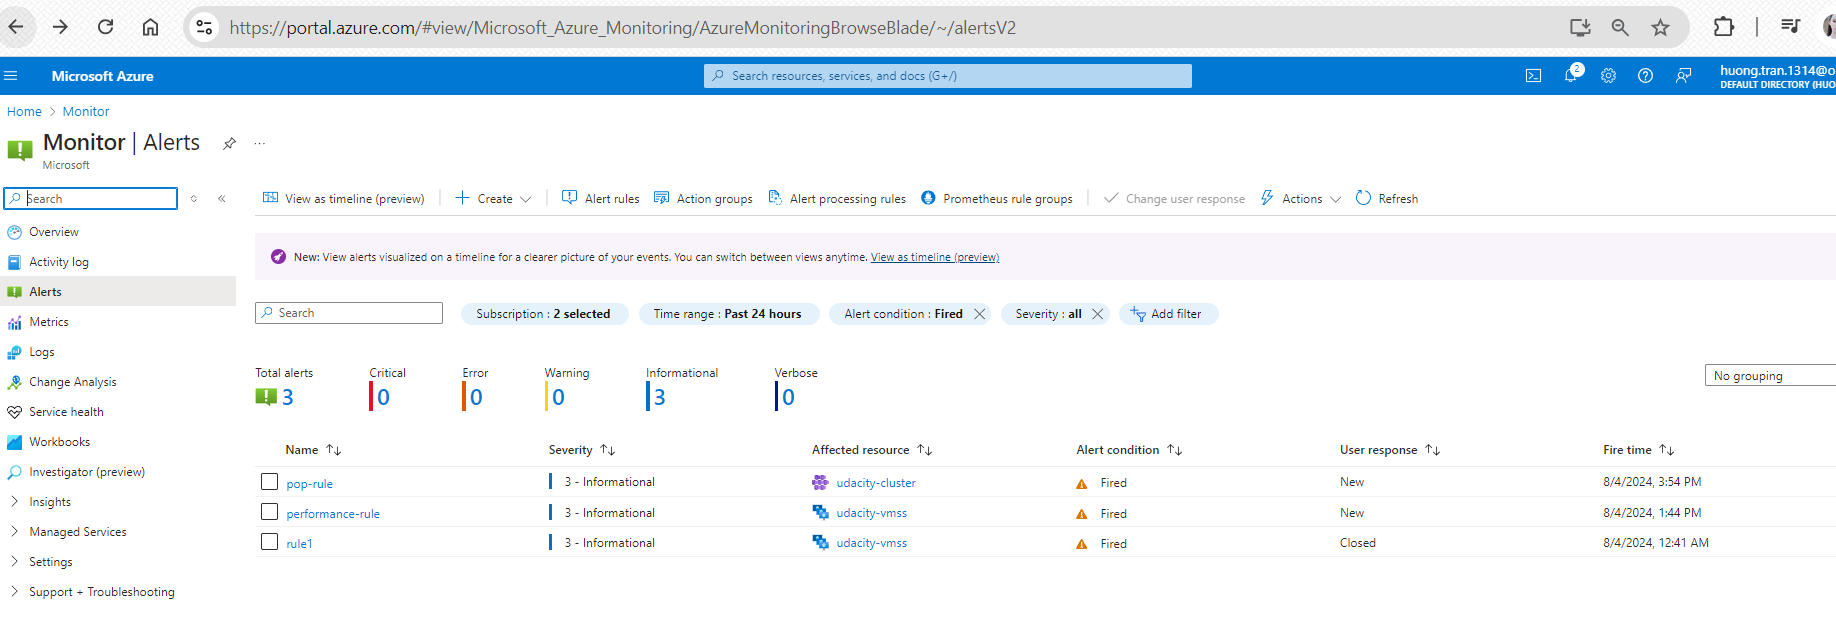 https://portal.azure.com/#view/Microsoft_Azure_Monitoring/AzureMonitoringBrowseBlade/~/alertsV2
Microsoft Azure
Search resources, services, and docs (G+/)
2
huong.tran.1314@o
DEFAULT DIRECTORY (HUO
Home > Monitor
Monitor | Alerts
...
Microsoft
Search
View as timeline (preview)
Create
Alert rules
Action groups
Alert processing rules
Prometheus rule groups
Change user response
Actions
Refresh
Overview
Activity log
Alerts
Metrics
Logs
Change Analysis
Service health
Workbooks
Investigator (preview)
Insights
Managed Services
Settings
Support + Troubleshooting
New: View alerts visualized on a timeline for a clearer picture of your events. You can switch between views anytime. View as timeline (preview)
Search
Subscription : 2 selected
Time range : Past 24 hours
Alert condition : Fired
Severity : all
Add filter
Total alerts 3
Critical 0
Error 0
Warning 0
Informational 3
Verbose 0
No grouping
Name Severity Affected resource Alert condition User response Fire time
pop-rule 3 - Informational udacity-cluster Fired New 8/4/2024, 3:54 PM
performance-rule 3 - Informational udacity-vmss Fired New 8/4/2024, 1:44 PM
rule1 3 - Informational udacity-vmss Fired Closed 8/4/2024, 12:41 AM